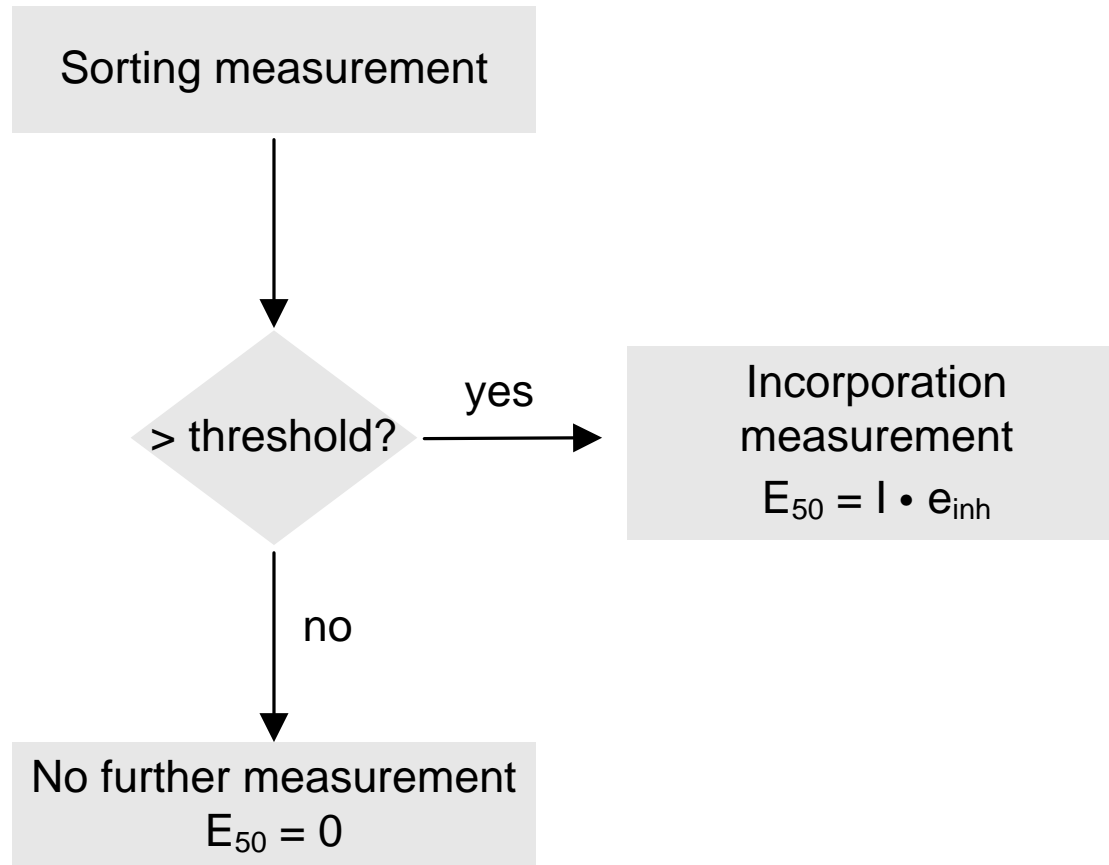 Sorting measurement
> threshold?
yes
Incorporation
measurement
E₅₀ = I • eᵢₙₕ
no
No further measurement
E₅₀ = 0